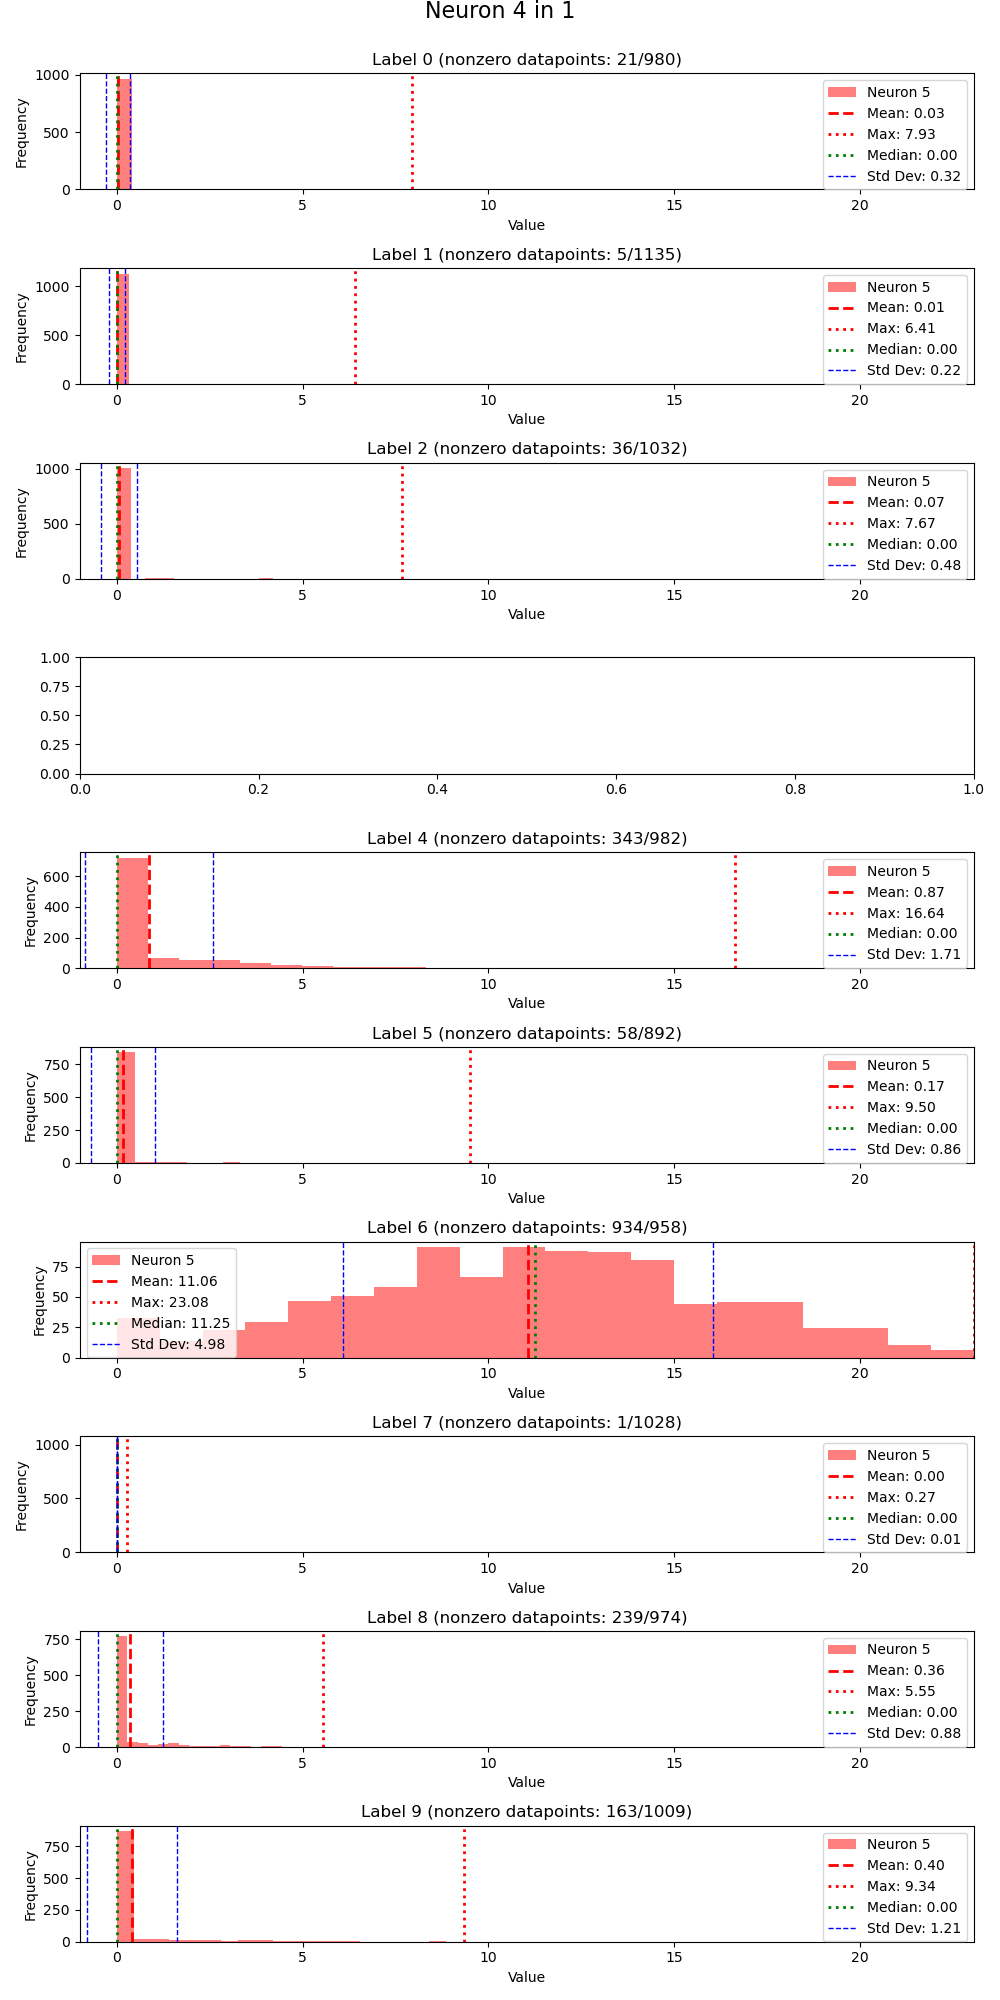 Neuron 4 in 1
Label 0 (nonzero datapoints: 21/980)
Frequency
1000
500
0
Neuron 5
Mean: 0.03
Max: 7.93
Median: 0.00
Std Dev: 0.32
0 5 10 15 20
Value
Label 1 (nonzero datapoints: 5/1135)
Frequency
1000
500
0
Neuron 5
Mean: 0.01
Max: 6.41
Median: 0.00
Std Dev: 0.22
0 5 10 15 20
Value
Label 2 (nonzero datapoints: 36/1032)
Frequency
1000
500
0
Neuron 5
Mean: 0.07
Max: 7.67
Median: 0.00
Std Dev: 0.48
0 5 10 15 20
Value
1.00
0.75
0.50
0.25
0.00
0.0 0.2 0.4 0.6 0.8 1.0
Label 4 (nonzero datapoints: 343/982)
Frequency
600
400
200
0
Neuron 5
Mean: 0.87
Max: 16.64
Median: 0.00
Std Dev: 1.71
0 5 10 15 20
Value
Label 5 (nonzero datapoints: 58/892)
Frequency
750
500
250
0
Neuron 5
Mean: 0.17
Max: 9.50
Median: 0.00
Std Dev: 0.86
0 5 10 15 20
Value
Label 6 (nonzero datapoints: 934/958)
Frequency
75
50
25
0
Neuron 5
Mean: 11.06
Max: 23.08
Median: 11.25
Std Dev: 4.98
0 5 10 15 20
Value
Label 7 (nonzero datapoints: 1/1028)
Frequency
1000
500
0
Neuron 5
Mean: 0.00
Max: 0.27
Median: 0.00
Std Dev: 0.01
0 5 10 15 20
Value
Label 8 (nonzero datapoints: 239/974)
Frequency
750
500
250
0
Neuron 5
Mean: 0.36
Max: 5.55
Median: 0.00
Std Dev: 0.88
0 5 10 15 20
Value
Label 9 (nonzero datapoints: 163/1009)
Frequency
750
500
250
0
Neuron 5
Mean: 0.40
Max: 9.34
Median: 0.00
Std Dev: 1.21
0 5 10 15 20
Value